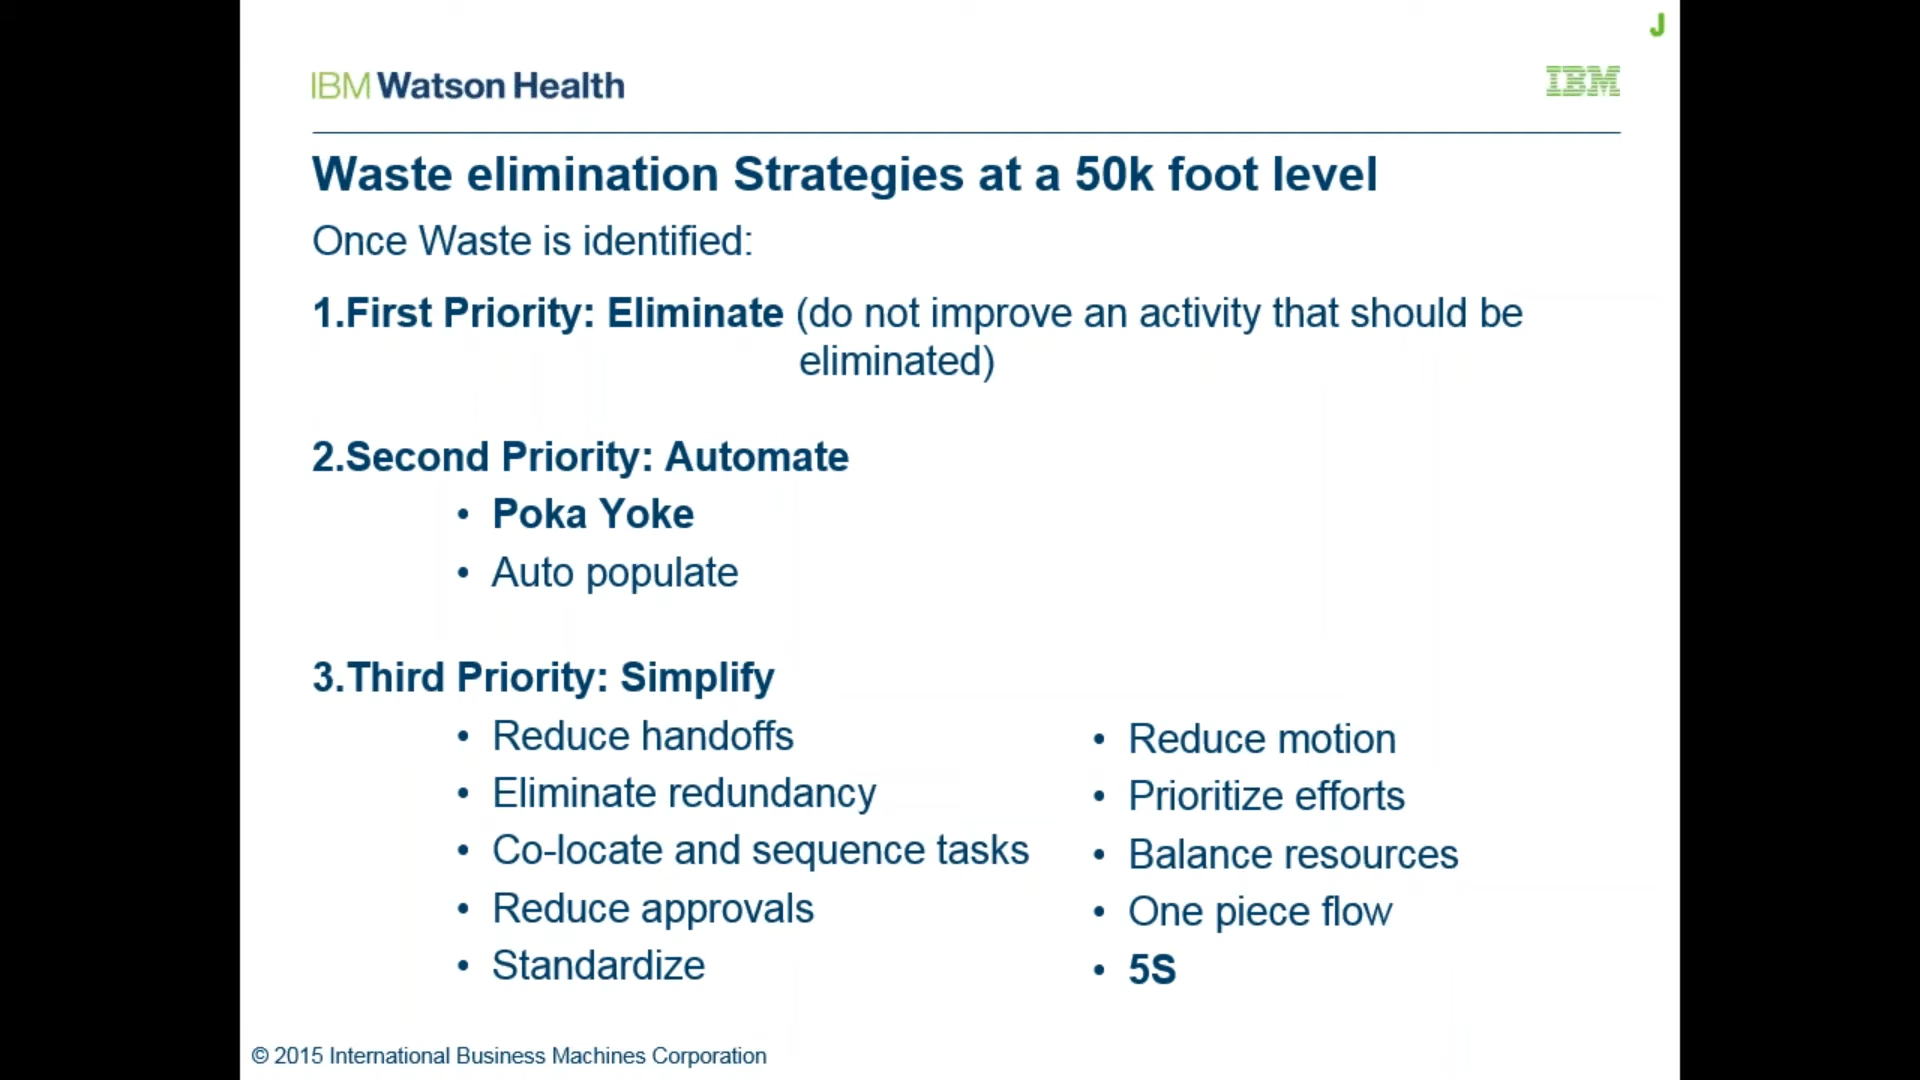 J
IBM Watson Health
IBM
Waste elimination Strategies at a 50k foot level
Once Waste is identified:
1.First Priority: Eliminate (do not improve an activity that should be
eliminated)
2.Second Priority: Automate
• Poka Yoke
• Auto populate
3.Third Priority: Simplify
• Reduce handoffs
• Eliminate redundancy
• Co-locate and sequence tasks
• Reduce approvals
• Standardize
• Reduce motion
• Prioritize efforts
• Balance resources
• One piece flow
• 5S
© 2015 International Business Machines Corporation